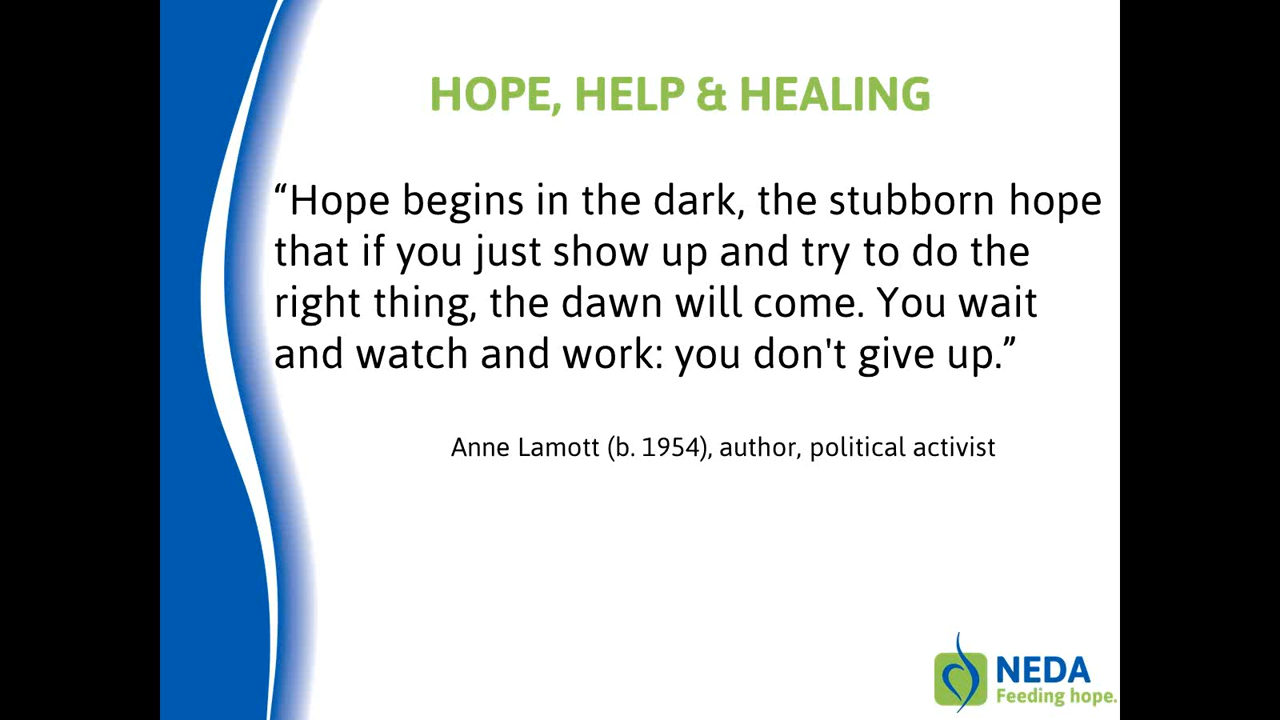 HOPE, HELP & HEALING
“Hope begins in the dark, the stubborn hope
that if you just show up and try to do the
right thing, the dawn will come. You wait
and watch and work: you don't give up.”
Anne Lamott (b. 1954), author, political activist
NEDA
Feeding hope.